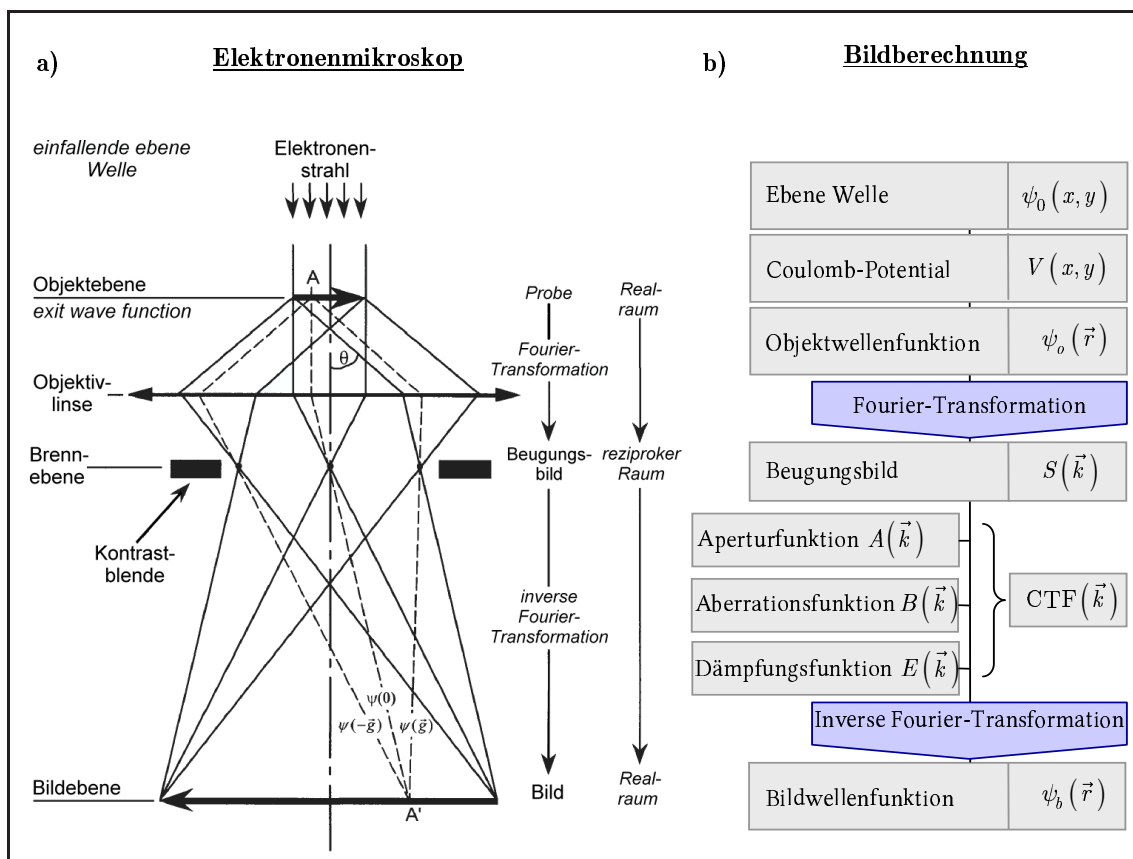 a)
Elektronenmikroskop
einfallende ebene
Welle
Elektronen-
strahl
A
Objektebene
exit wave function
θ
Objektiv-
linse
Brenn-
ebene
Kontrast-
blende
ψ(0)
ψ(-g⃗)
ψ(g⃗)
Bildebene
A'
Probe
Fourier-
Transformation
Beugungs-
bild
inverse
Fourier-
Transformation
Bild
Real-
raum
reziproker
Raum
Real-
raum
b)
Bildberechnung
Ebene Welle ψ₀(x, y)
Coulomb-Potential V(x, y)
Objektwellenfunktion ψₒ(r⃗)
Fourier-Transformation
Beugungsbild S(k⃗)
Aperturfunktion A(k⃗)
Aberrationsfunktion B(k⃗)
CTF(k⃗)
Dämpfungsfunktion E(k⃗)
Inverse Fourier-Transformation
Bildwellenfunktion ψ_b(r⃗)